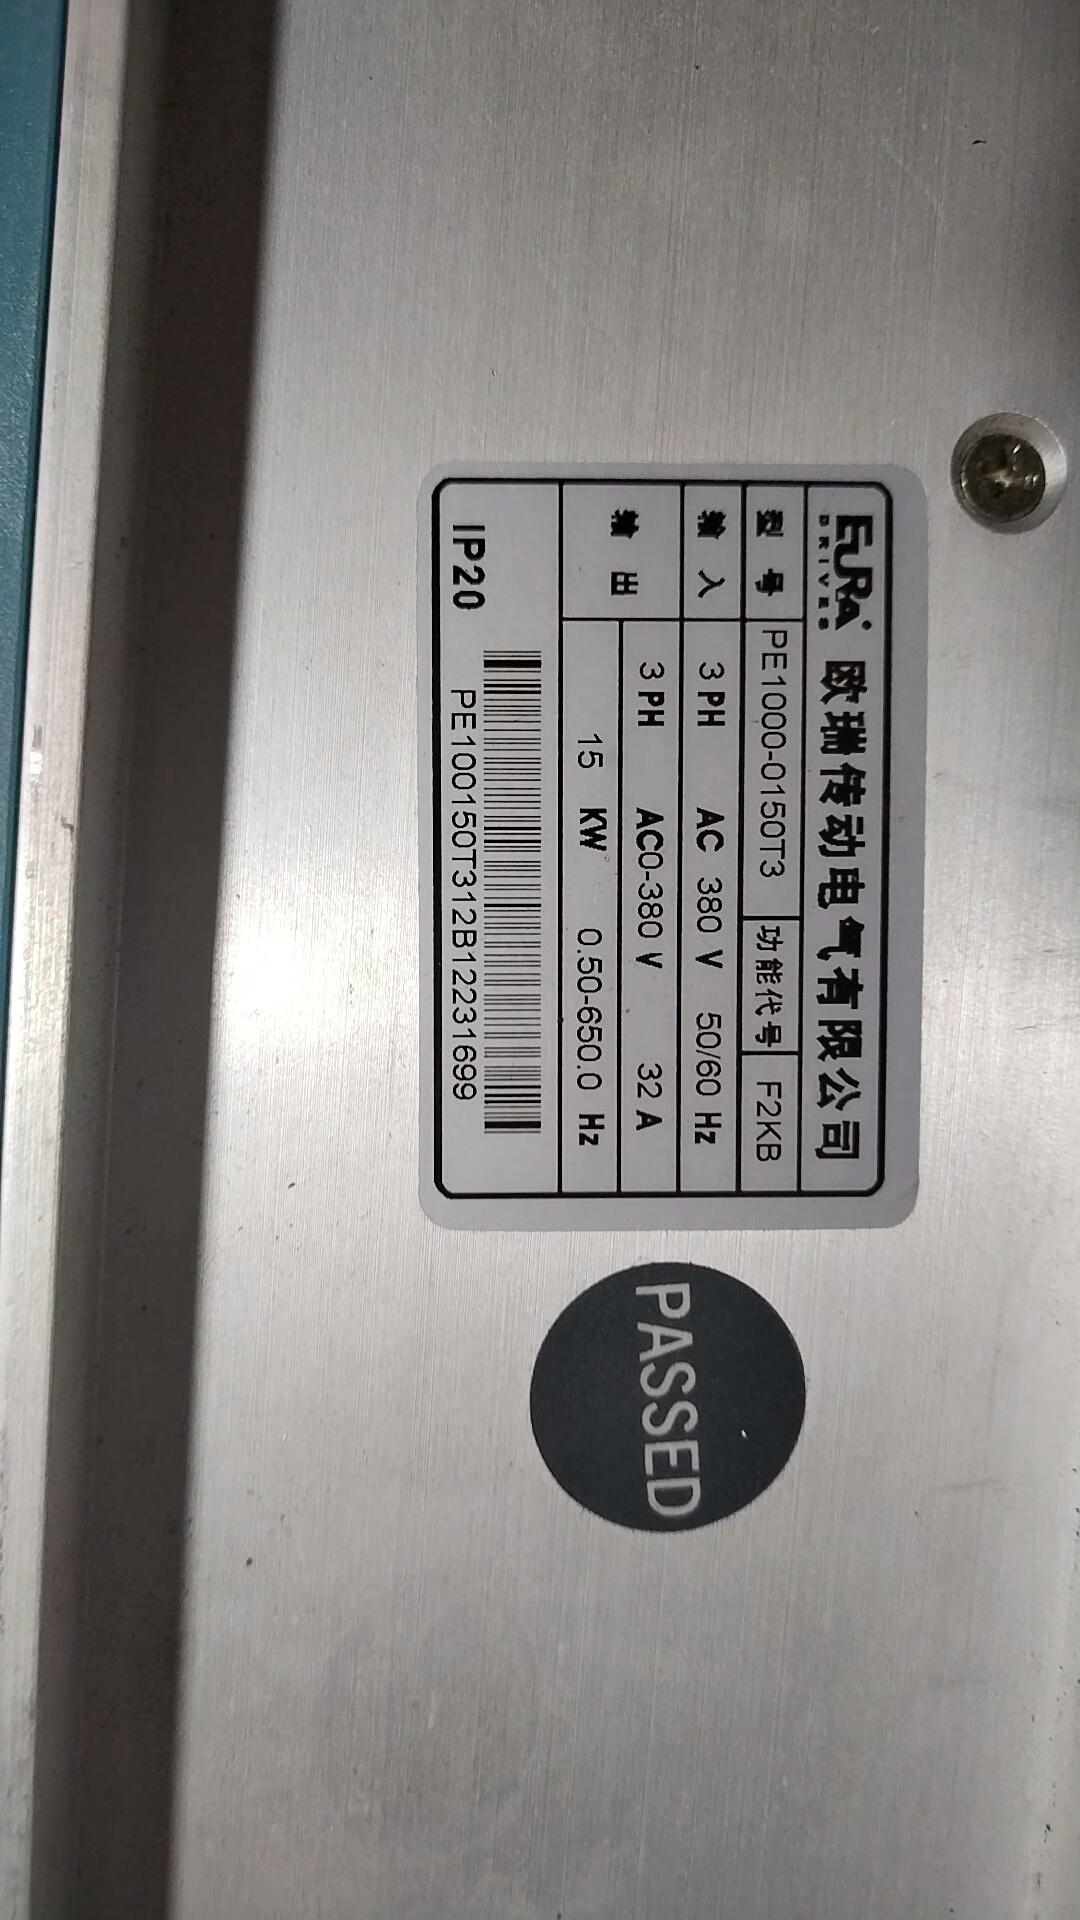 EURA DRIVES 欧瑞传动电气有限公司
型号 PE1000-0150T3 功能代号 F2KB
输入 3 PH AC 380 V 50/60 Hz
输出 3 PH AC0-380 V 32 A
15 KW 0.50-650.0 Hz
IP20 PE100150T312B12231699
PASSED